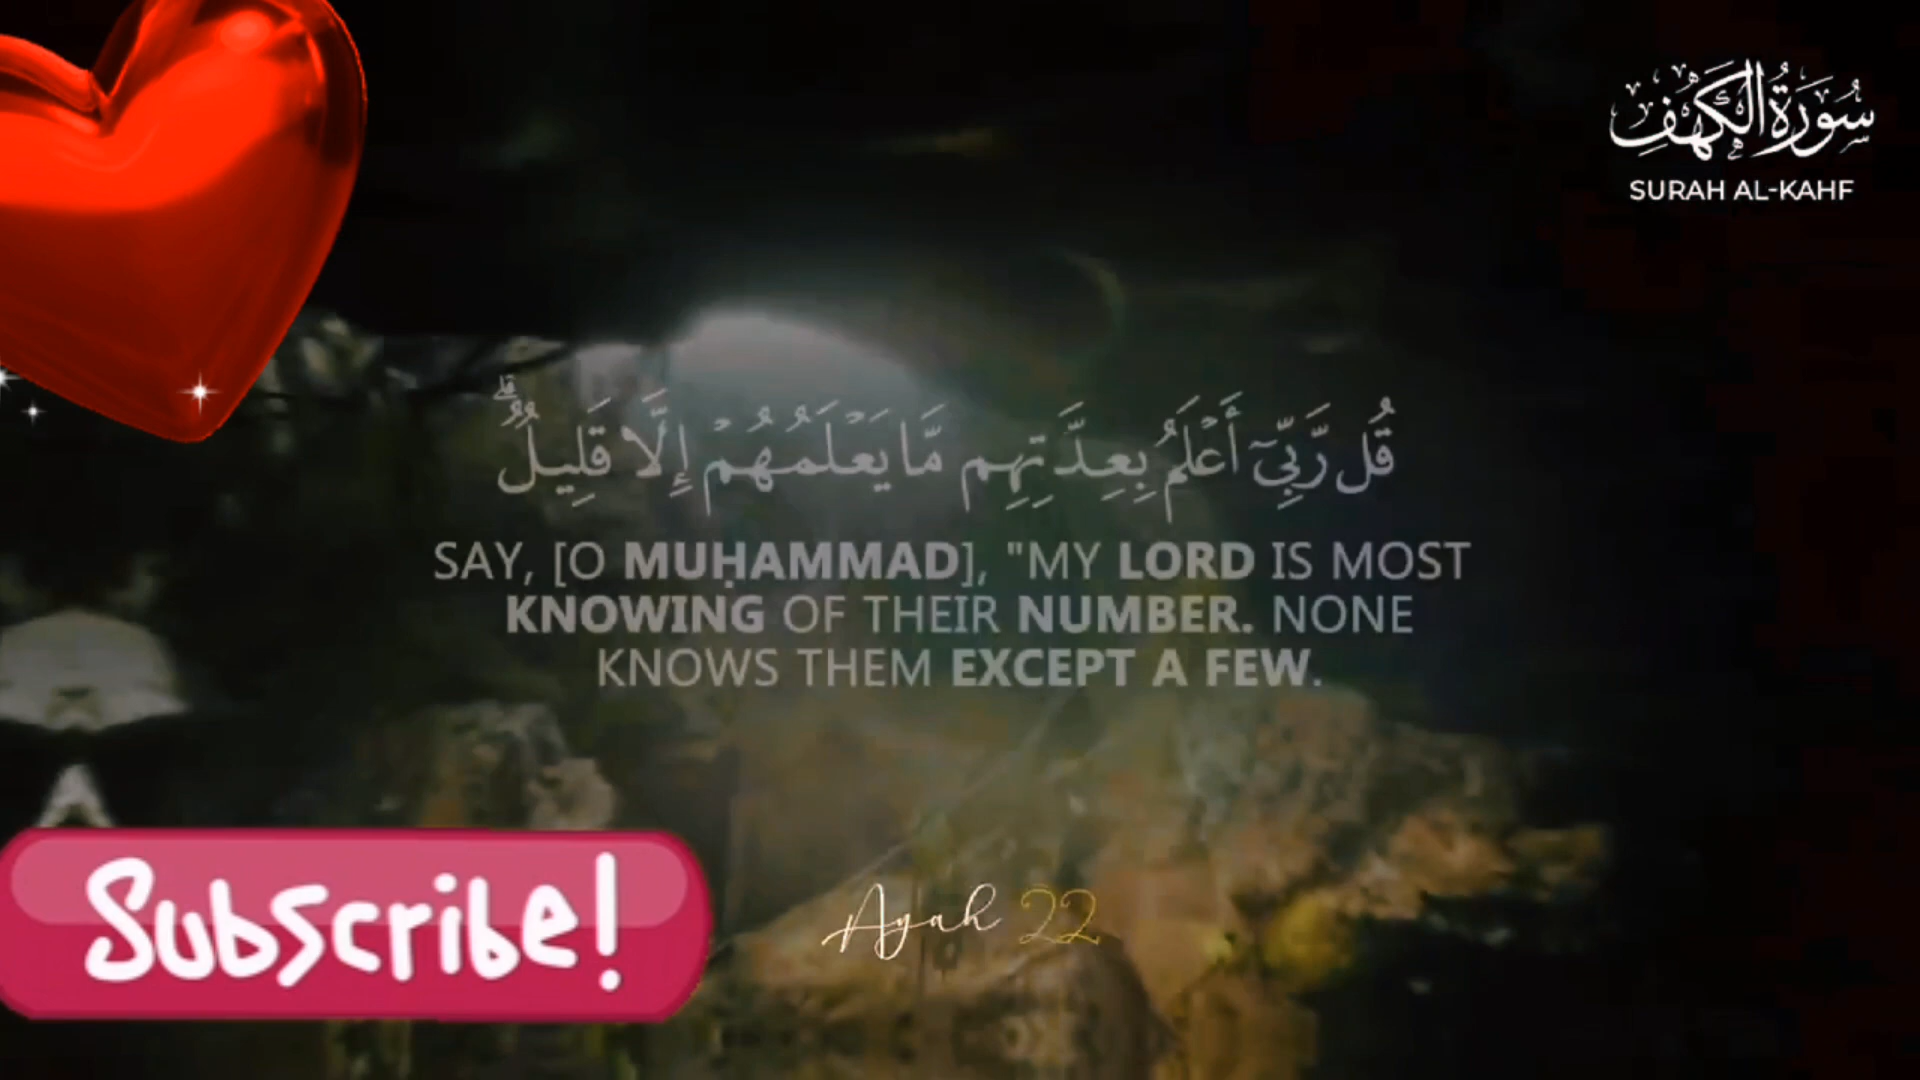 سُورَةُ الكَهْفِ
SURAH AL-KAHF
قُل رَّبِّىٓ أَعْلَمُ بِعِدَّتِهِم مَّا يَعْلَمُهُمْ إِلَّا قَلِيلٌ ۗ
SAY, [O MUḤAMMAD], "MY LORD IS MOST
KNOWING OF THEIR NUMBER. NONE
KNOWS THEM EXCEPT A FEW.
Ayah 22
Subscribe!